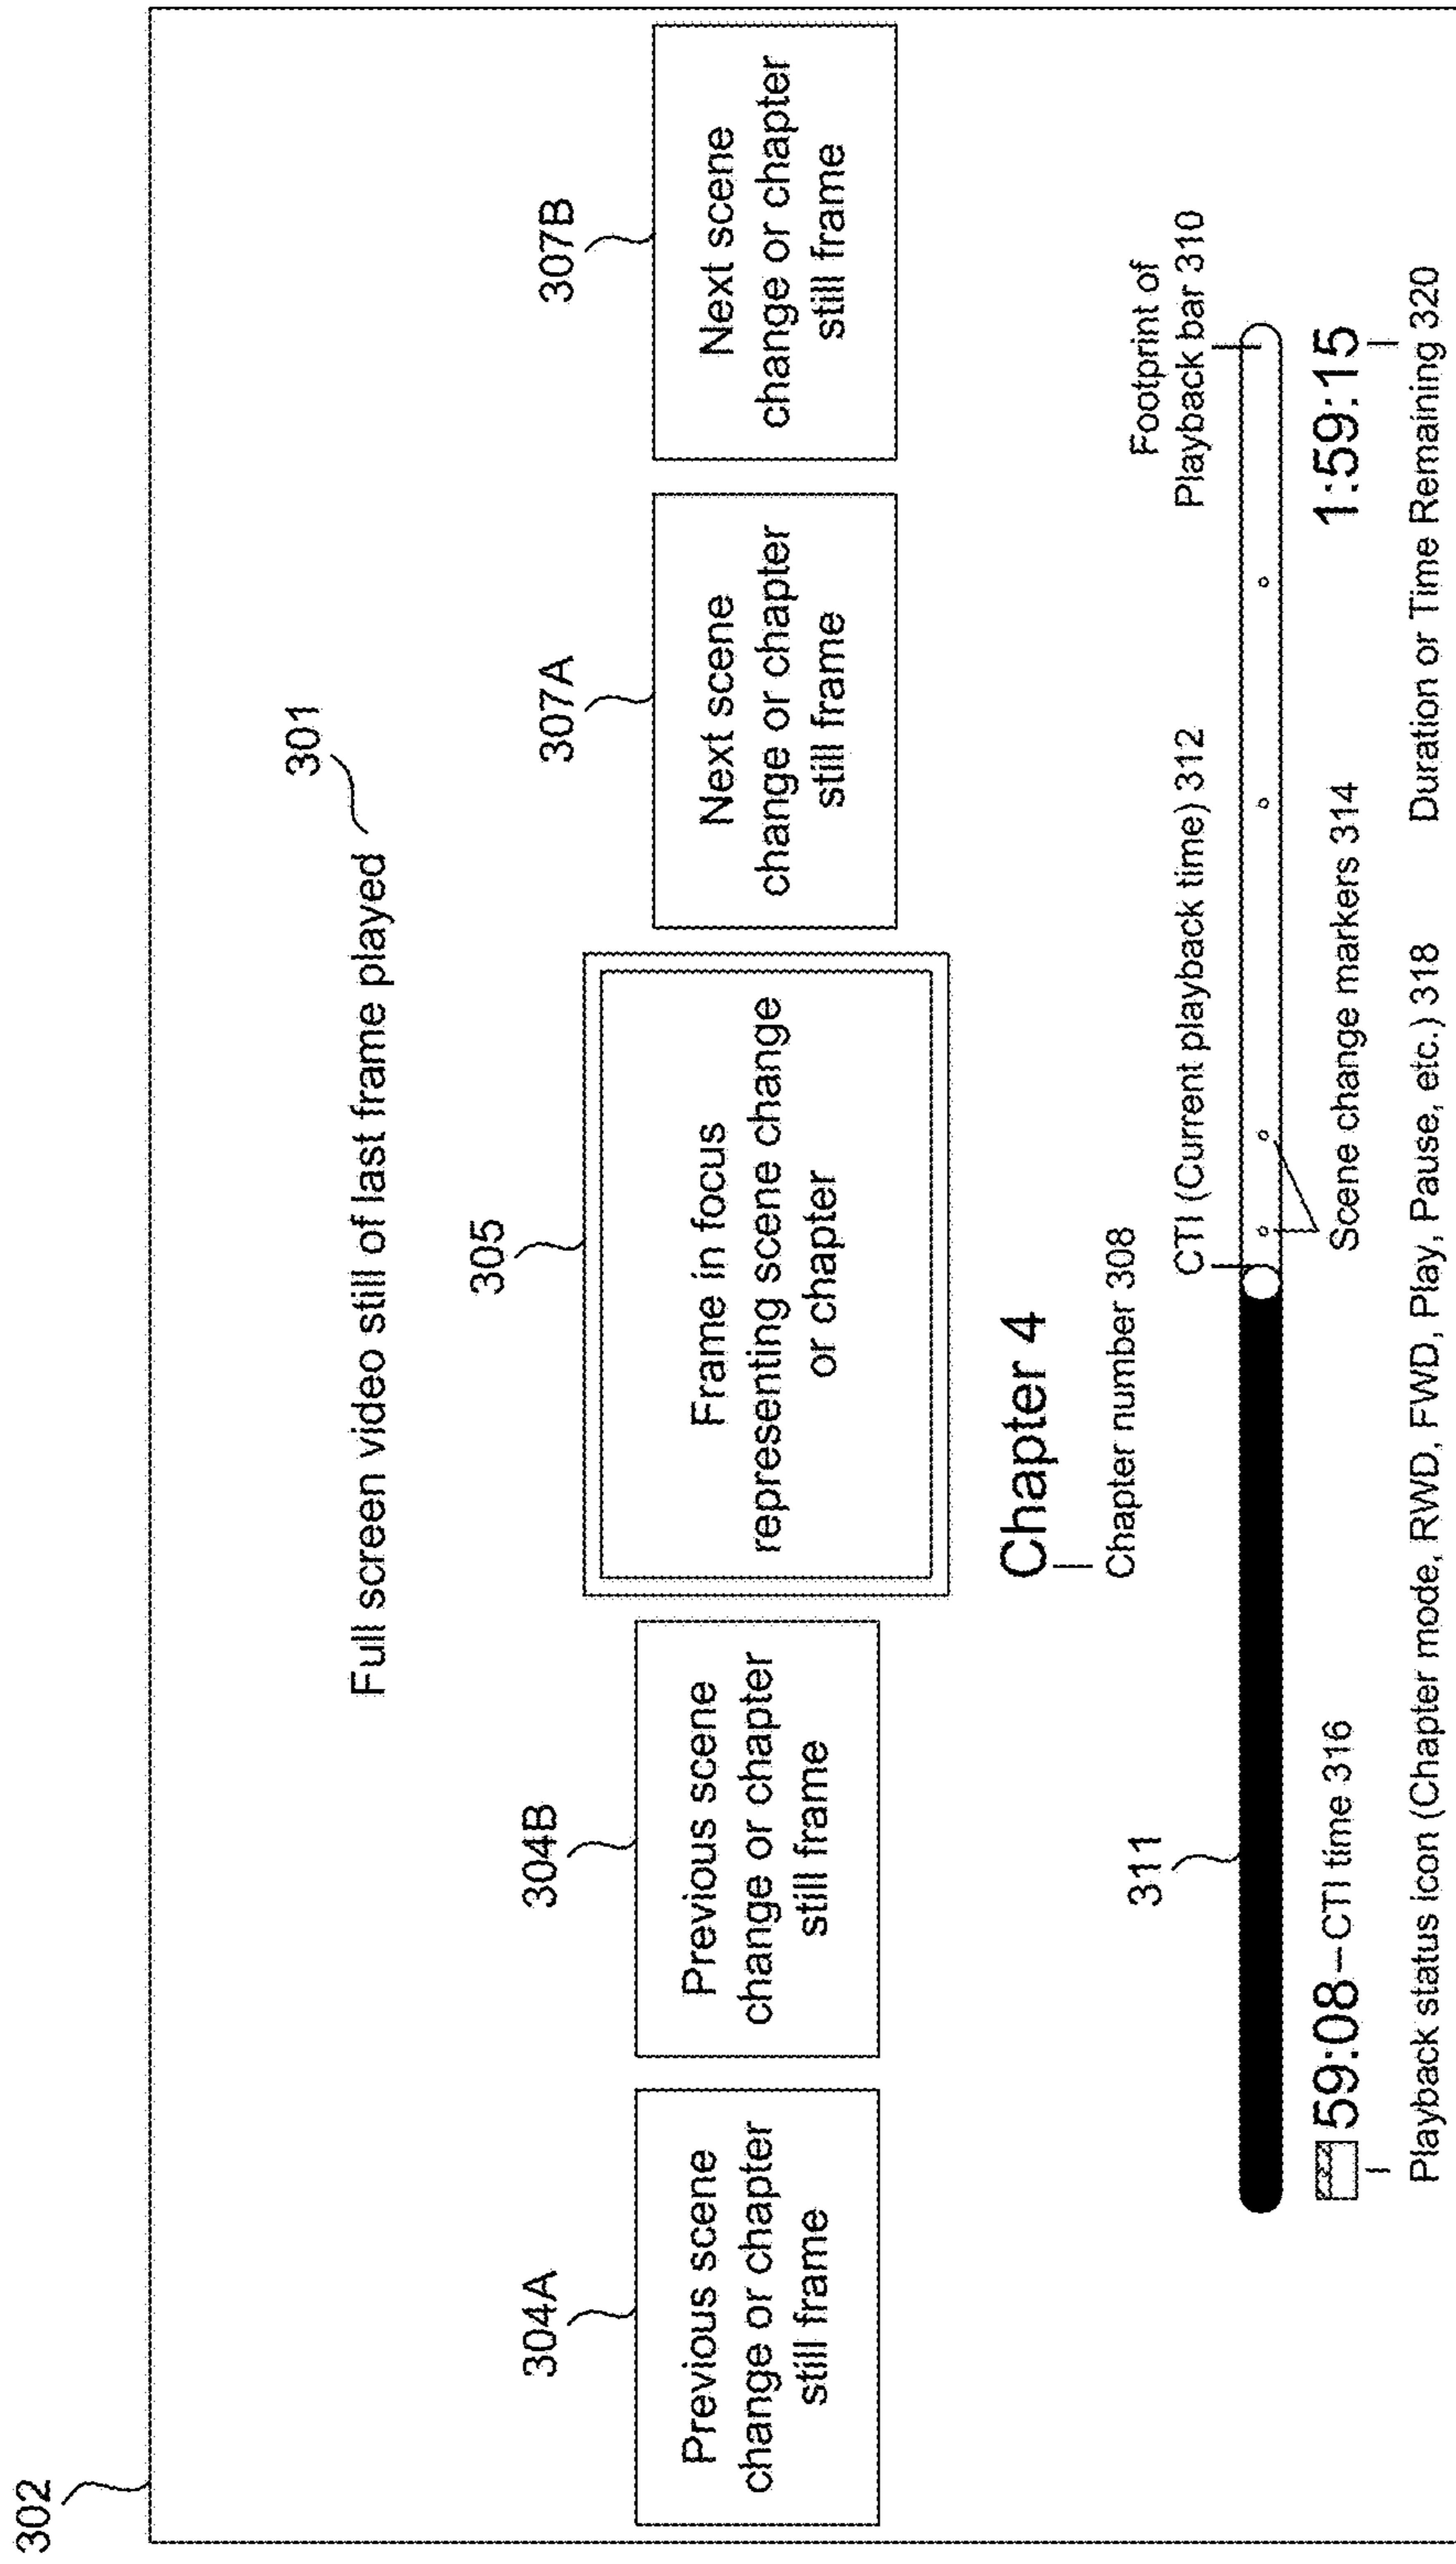 302
Full screen video still of last frame played
301
304A
304B
305
307A
307B
Previous scene
change or chapter
still frame
Previous scene
change or chapter
still frame
Frame in focus
representing scene change
or chapter
Next scene
change or chapter
still frame
Next scene
change or chapter
still frame
Chapter 4
Chapter number 308
311
CTI (Current playback time) 312
Footprint of
Playback bar 310
59:08–CTI time 316
Scene change markers 314
1:59:15
Playback status icon (Chapter mode, RWD, FWD, Play, Pause, etc.) 318
Duration or Time Remaining 320